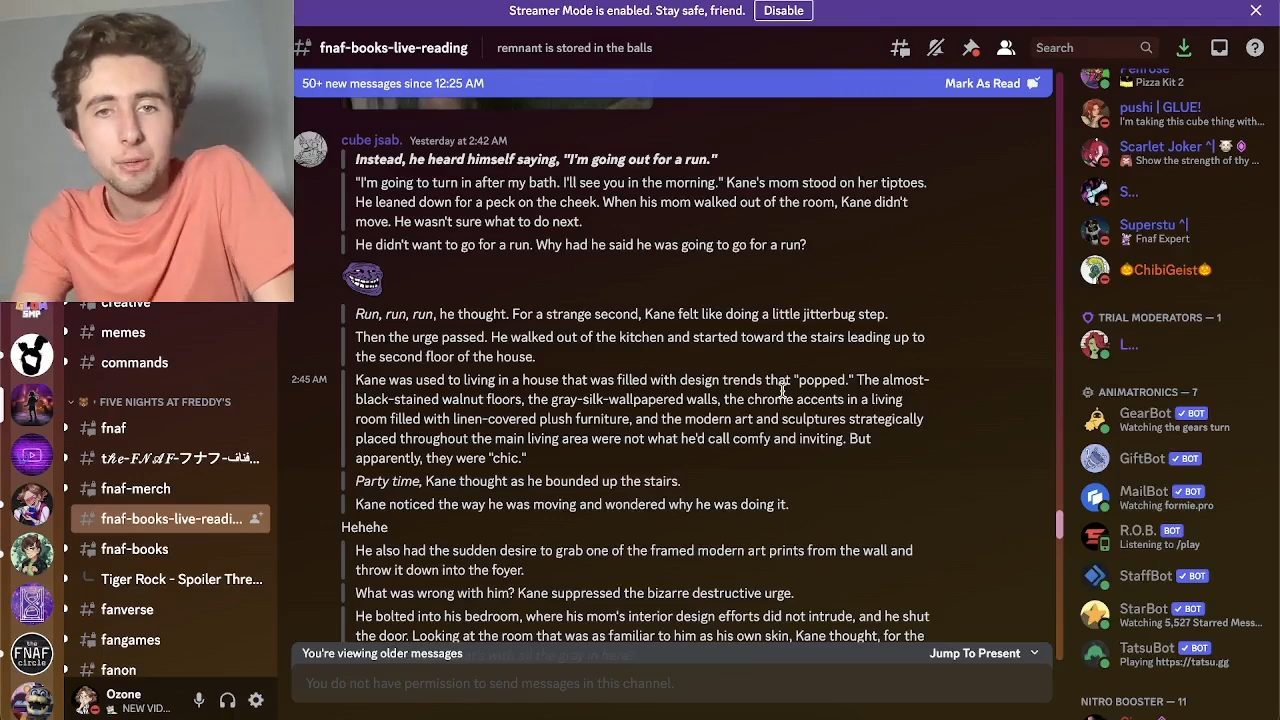 Streamer Mode is enabled. Stay safe, friend.
Disable
fnaf-books-live-reading
remnant is stored in the balls
Search
50+ new messages since 12:25 AM
Mark As Read
cube jsab. Yesterday at 2:42 AM
Instead, he heard himself saying, "I'm going out for a run."
"I'm going to turn in after my bath. I'll see you in the morning." Kane's mom stood on her tiptoes.
He leaned down for a peck on the cheek. When his mom walked out of the room, Kane didn't
move. He wasn't sure what to do next.
He didn't want to go for a run. Why had he said he was going to go for a run?
Run, run, run, he thought. For a strange second, Kane felt like doing a little jitterbug step.
Then the urge passed. He walked out of the kitchen and started toward the stairs leading up to
the second floor of the house.
2:45 AM
Kane was used to living in a house that was filled with design trends that "popped." The almost-
black-stained walnut floors, the gray-silk-wallpapered walls, the chrome accents in a living
room filled with linen-covered plush furniture, and the modern art and sculptures strategically
placed throughout the main living area were not what he'd call comfy and inviting. But
apparently, they were "chic."
Party time, Kane thought as he bounded up the stairs.
Kane noticed the way he was moving and wondered why he was doing it.
Hehehe
He also had the sudden desire to grab one of the framed modern art prints from the wall and
throw it down into the foyer.
What was wrong with him? Kane suppressed the bizarre destructive urge.
He bolted into his bedroom, where his mom's interior design efforts did not intrude, and he shut
the door. Looking at the room that was as familiar to him as his own skin, Kane thought, for the
You're viewing older messages
Jump To Present
You do not have permission to send messages in this channel.
SMP
creative
memes
commands
FIVE NIGHTS AT FREDDY'S
fnaf
fnaf-merch
fnaf-books-live-readi...
fnaf-books
Tiger Rock - Spoiler Thre...
fanverse
fangames
fanon
the
FNAF
circle
Ozone
NEW VID...
Penrose
Pizza Kit 2
pushi | GLUE!
I'm taking this cube thing with...
Scarlet Joker ^|
Show the strength of thy ...
S...
Superstu ^|
Fnaf Expert
🎃ChibiGeist🎃
TRIAL MODERATORS — 1
L...
ANIMATRONICS — 7
GearBot ✓ BOT
Watching the gears turn
GiftBot ✓ BOT
MailBot ✓ BOT
Watching formie.pro
R.O.B. BOT
Listening to /play
StaffBot ✓ BOT
StarBot ✓ BOT
Watching 5,527 Starred Mess...
TatsuBot ✓ BOT
Playing https://tatsu.gg
NITRO BOOSTER — 11